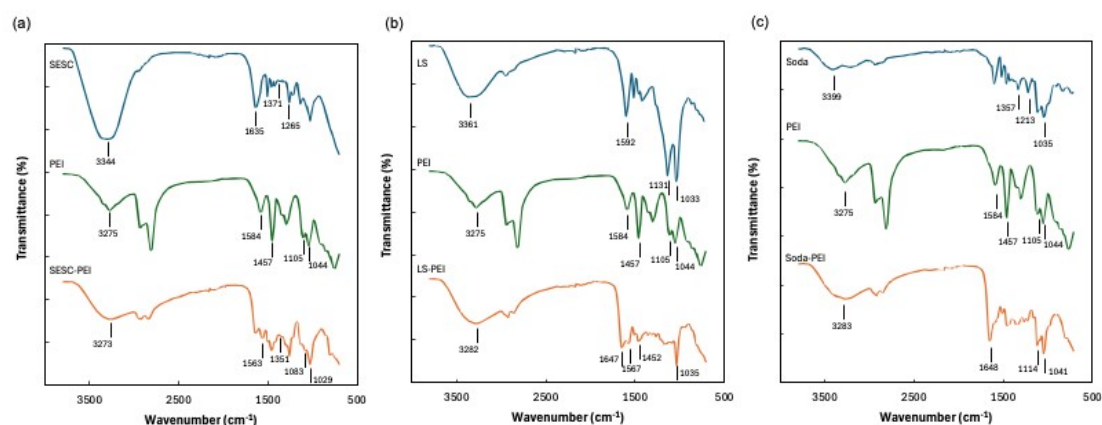 (a)
SESC
3344
1635
1371
1265
PEI
3275
1584
1457
1105
1044
SESC-PEI
3273
1563
1351
1083
1029
Transmittance (%)
3500 2500 1500 500
Wavenumber (cm⁻¹)
(b)
LS
3361
1592
1131
1033
PEI
3275
1584
1457
1105
1044
LS-PEI
3282
1647
1567
1452
1035
Transmittance (%)
3500 2500 1500 500
Wavenumber (cm⁻¹)
(c)
Soda
3399
1357
1213
1035
PEI
3275
1584
1457
1105
1044
Soda-PEI
3283
1648
1114
1041
Transmittance (%)
3500 2500 1500 500
Wavenumber (cm⁻¹)